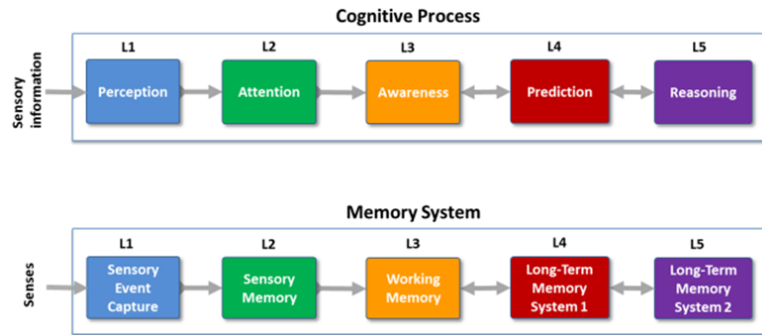 Cognitive Process
L1
L2
L3
L4
L5
Sensory
information
Perception
Attention
Awareness
Prediction
Reasoning
Memory System
L1
L2
L3
L4
L5
Senses
Sensory
Event
Capture
Sensory
Memory
Working
Memory
Long-Term
Memory
System 1
Long-Term
Memory
System 2